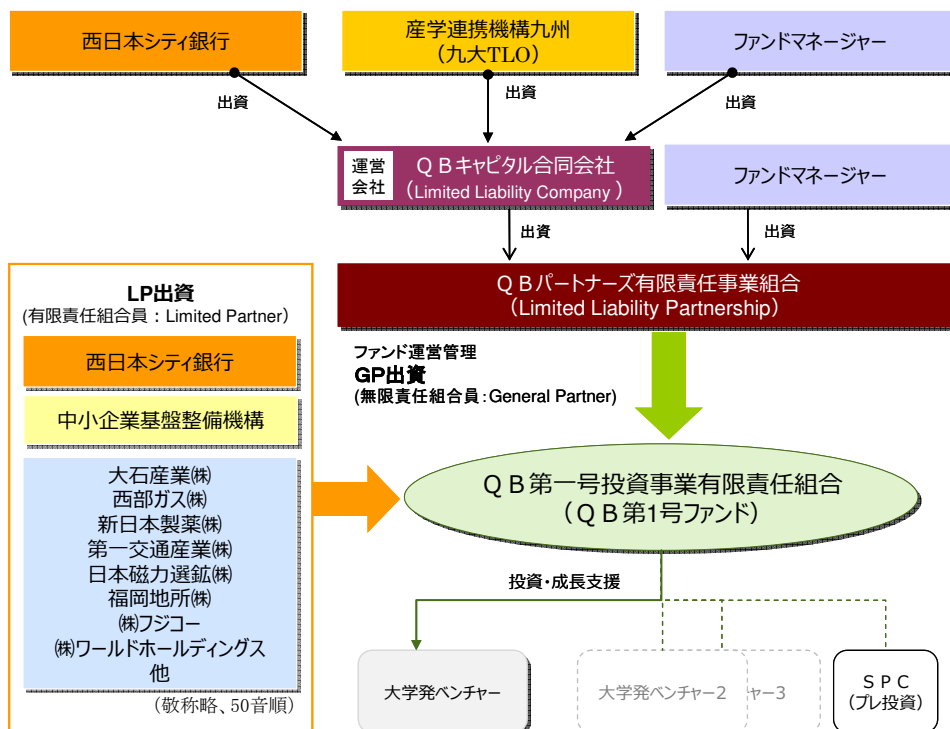 西日本シティ銀行
産学連携機構九州
（九大TLO）
ファンドマネージャー
出資
出資
出資
運営
会社
ＱＢキャピタル合同会社
（Limited Liability Company ）
ファンドマネージャー
出資
出資
ＱＢパートナーズ有限責任事業組合
（Limited Liability Partnership）
LP出資
(有限責任組合員：Limited Partner）
西日本シティ銀行
中小企業基盤整備機構
大石産業㈱
西部ガス㈱
新日本製薬㈱
第一交通産業㈱
日本磁力選鉱㈱
福岡地所㈱
㈱フジコー
㈱ワールドホールディングス
他
（敬称略、50音順）
ファンド運営管理
GP出資
(無限責任組合員：General Partner)
ＱＢ第一号投資事業有限責任組合
（ＱＢ第1号ファンド）
投資・成長支援
大学発ベンチャー
大学発ベンチャー2
ャー3
ＳＰＣ
（プレ投資）